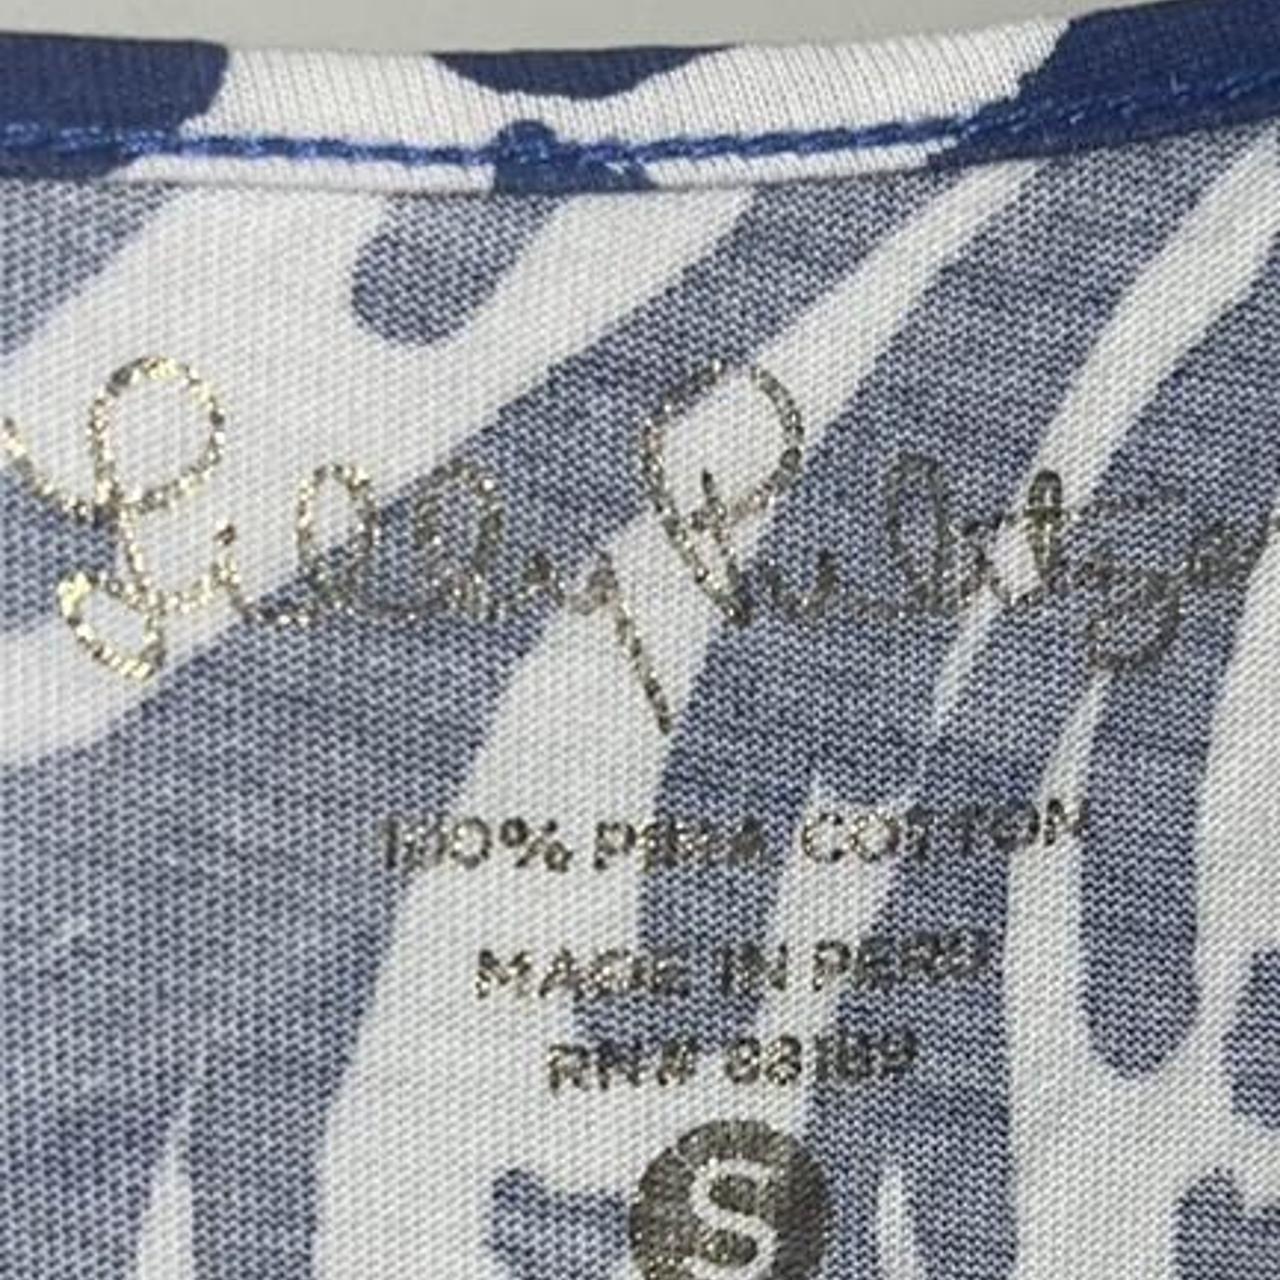 Lilly Pulitzer
100% PIMA COTTON
MADE IN PERU
RN# 88189
S